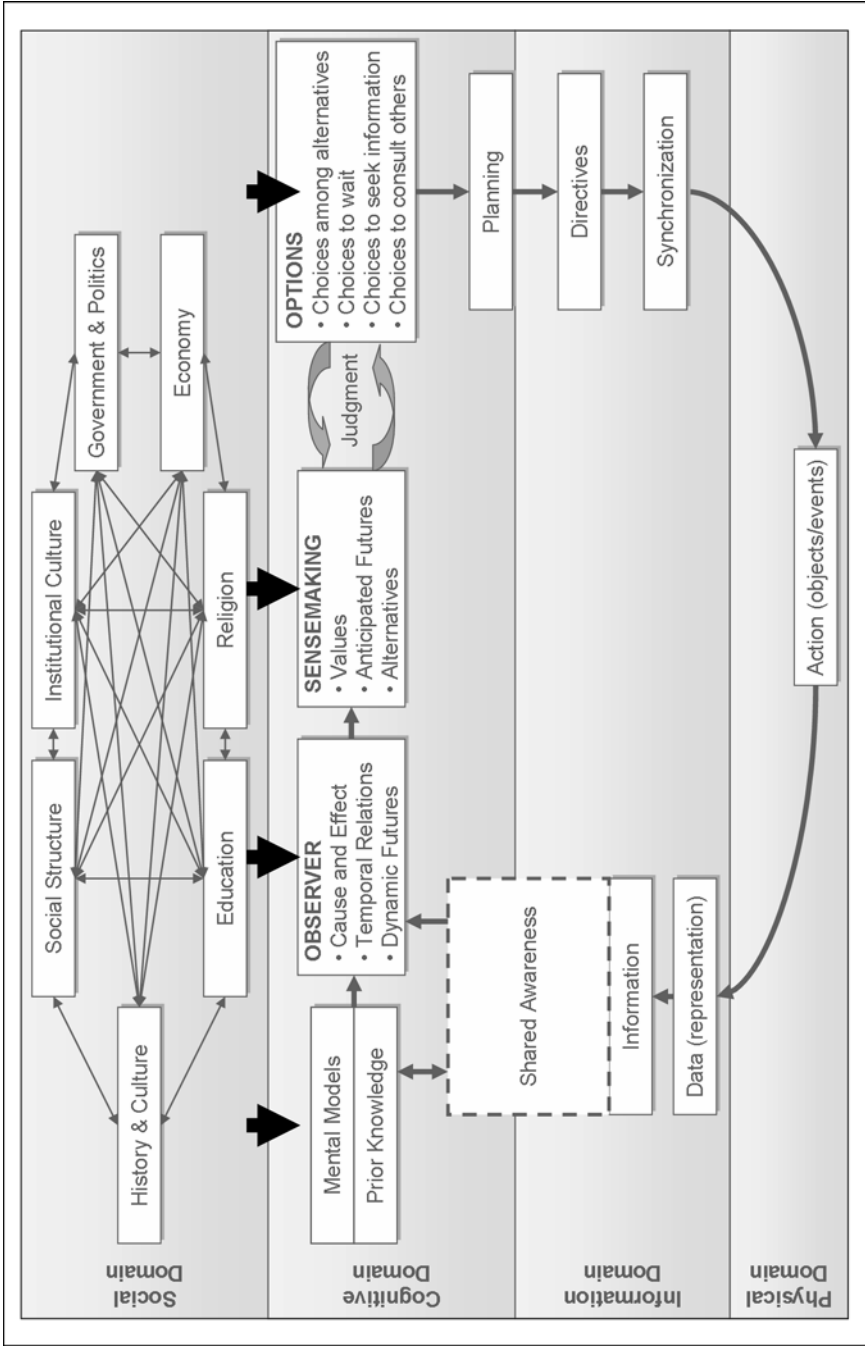 Social
Domain
History & Culture
Social Structure
Institutional Culture
Government & Politics
Education
Religion
Economy
Cognitive
Domain
Mental Models
Prior Knowledge
OBSERVER
• Cause and Effect
• Temporal Relations
• Dynamic Futures
SENSEMAKING
• Values
• Anticipated Futures
• Alternatives
Judgment
OPTIONS
• Choices among alternatives
• Choices to wait
• Choices to seek information
• Choices to consult others
Planning
Information
Domain
Shared Awareness
Information
Data (representation)
Directives
Synchronization
Physical
Domain
Action (objects/events)